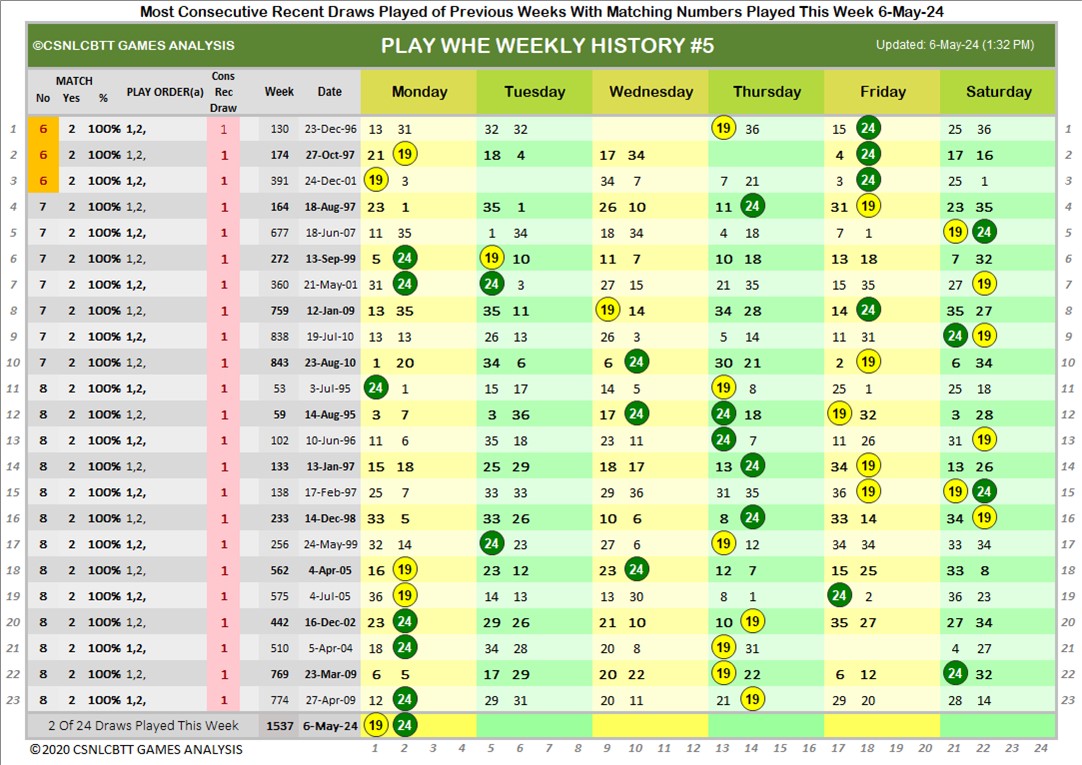 Most Consecutive Recent Draws Played of Previous Weeks With Matching Numbers Played This Week 6-May-24
©CSNLCBTT GAMES ANALYSIS PLAY WHE WEEKLY HISTORY #5 Updated: 6-May-24 (1:32 PM)
MATCH Cons
No Yes % PLAY ORDER(a) Rec Week Date Monday Tuesday Wednesday Thursday Friday Saturday
Draw
1 6 2 100% 1,2, 1 130 23-Dec-96 13 31 32 32 19 36 15 24 25 36 1
2 6 2 100% 1,2, 1 174 27-Oct-97 21 19 18 4 17 34 4 24 17 16 2
3 6 2 100% 1,2, 1 391 24-Dec-01 19 3 34 7 7 21 3 24 25 1 3
4 7 2 100% 1,2, 1 164 18-Aug-97 23 1 35 1 26 10 11 24 31 19 23 35 4
5 7 2 100% 1,2, 1 677 18-Jun-07 11 35 1 34 18 34 4 18 7 1 19 24 5
6 7 2 100% 1,2, 1 272 13-Sep-99 5 24 19 10 11 7 10 18 13 18 7 32 6
7 7 2 100% 1,2, 1 360 21-May-01 31 24 24 3 27 15 21 35 15 35 27 19 7
8 7 2 100% 1,2, 1 759 12-Jan-09 13 35 35 11 19 14 34 28 14 24 35 27 8
9 7 2 100% 1,2, 1 838 19-Jul-10 13 13 26 13 26 3 5 14 11 31 24 19 9
10 7 2 100% 1,2, 1 843 23-Aug-10 1 20 34 6 6 24 30 21 2 19 6 34 10
11 8 2 100% 1,2, 1 53 3-Jul-95 24 1 15 17 14 5 19 8 25 1 25 18 11
12 8 2 100% 1,2, 1 59 14-Aug-95 3 7 3 36 17 24 24 18 19 32 3 28 12
13 8 2 100% 1,2, 1 102 10-Jun-96 11 6 35 18 23 11 24 7 11 26 31 19 13
14 8 2 100% 1,2, 1 133 13-Jan-97 15 18 25 29 18 17 13 24 34 19 13 26 14
15 8 2 100% 1,2, 1 138 17-Feb-97 25 7 33 33 29 36 31 35 36 19 19 24 15
16 8 2 100% 1,2, 1 233 14-Dec-98 33 5 33 26 10 6 8 24 33 14 34 19 16
17 8 2 100% 1,2, 1 256 24-May-99 32 14 24 23 27 6 19 12 34 34 33 34 17
18 8 2 100% 1,2, 1 562 4-Apr-05 16 19 23 12 23 24 12 7 15 25 33 8 18
19 8 2 100% 1,2, 1 575 4-Jul-05 36 19 14 13 13 30 8 1 24 2 36 23 19
20 8 2 100% 1,2, 1 442 16-Dec-02 23 24 29 26 21 10 10 19 35 27 27 34 20
21 8 2 100% 1,2, 1 510 5-Apr-04 18 24 34 28 20 8 19 31 4 27 21
22 8 2 100% 1,2, 1 769 23-Mar-09 6 5 17 29 20 22 19 22 6 12 24 32 22
23 8 2 100% 1,2, 1 774 27-Apr-09 12 24 29 31 20 11 21 19 29 20 28 14 23
2 Of 24 Draws Played This Week 1537 6-May-24 19 24
© 2020 CSNLCBTT GAMES ANALYSIS 1 2 3 4 5 6 7 8 9 10 11 12 13 14 15 16 17 18 19 20 21 22 23 24